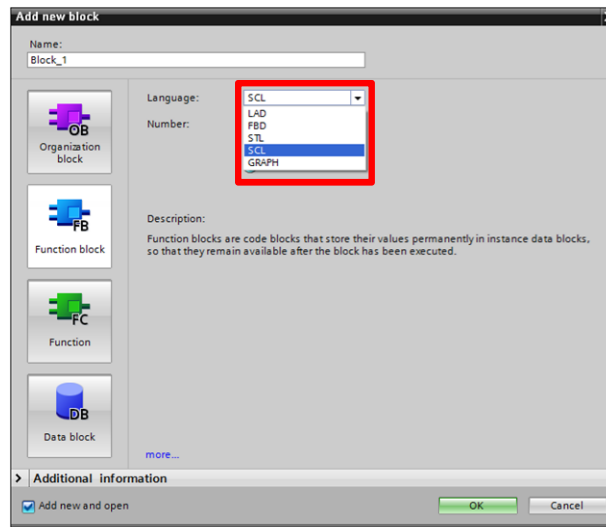 Add new block
Name:
Block_1
OB
Organization
block
FB
Function block
FC
Function
DB
Data block
Language:
SCL
LAD
FBD
STL
SCL
GRAPH
Number:
Description:
Function blocks are code blocks that store their values permanently in instance data blocks,
so that they remain available after the block has been executed.
more...
> Additional information
Add new and open
OK
Cancel